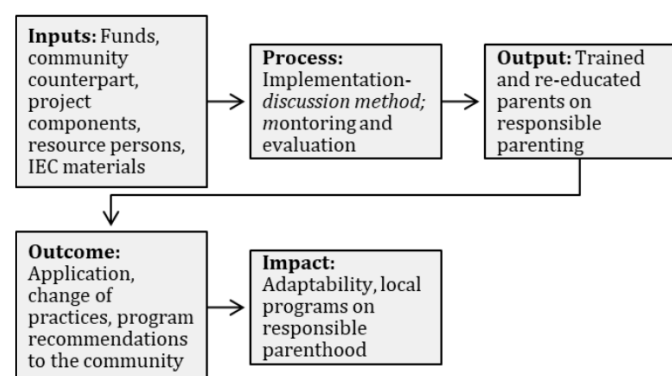 Inputs: Funds,
community
counterpart,
project
components,
resource persons,
IEC materials
Process:
Implementation-
discussion method;
montoring and
evaluation
Output: Trained
and re-educated
parents on
responsible
parenting
Outcome:
Application,
change of
practices, program
recommendations
to the community
Impact:
Adaptability, local
programs on
responsible
parenthood